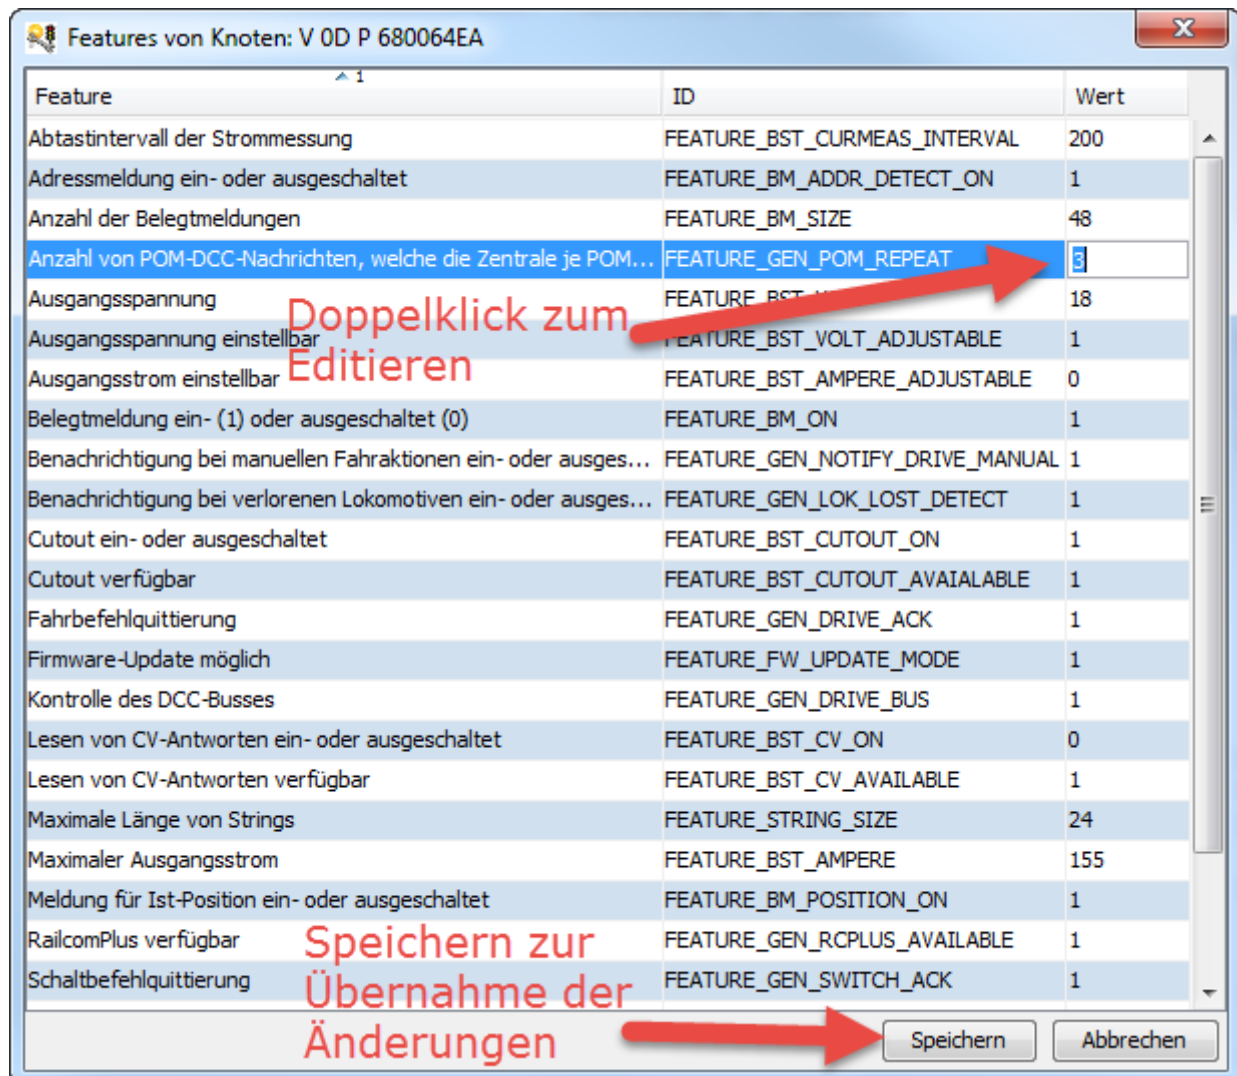 Features von Knoten: V 0D P 680064EA
1
Feature ID Wert
Abtastintervall der Strommessung FEATURE_BST_CURMEAS_INTERVAL 200
Adressmeldung ein- oder ausgeschaltet FEATURE_BM_ADDR_DETECT_ON 1
Anzahl der Belegtmeldungen FEATURE_BM_SIZE 48
Anzahl von POM-DCC-Nachrichten, welche die Zentrale je POM... FEATURE_GEN_POM_REPEAT 3
Ausgangsspannung FEATURE_BST 18
Ausgangsspannung einstellbar FEATURE_BST_VOLT_ADJUSTABLE 1
Ausgangsstrom einstellbar FEATURE_BST_AMPERE_ADJUSTABLE 0
Doppelklick zum
Editieren
Belegtmeldung ein- (1) oder ausgeschaltet (0) FEATURE_BM_ON 1
Benachrichtigung bei manuellen Fahraktionen ein- oder ausges... FEATURE_GEN_NOTIFY_DRIVE_MANUAL 1
Benachrichtigung bei verlorenen Lokomotiven ein- oder ausges... FEATURE_GEN_LOK_LOST_DETECT 1
Cutout ein- oder ausgeschaltet FEATURE_BST_CUTOUT_ON 1
Cutout verfügbar FEATURE_BST_CUTOUT_AVAIALABLE 1
Fahrbefehlquittierung FEATURE_GEN_DRIVE_ACK 1
Firmware-Update möglich FEATURE_FW_UPDATE_MODE 1
Kontrolle des DCC-Busses FEATURE_GEN_DRIVE_BUS 1
Lesen von CV-Antworten ein- oder ausgeschaltet FEATURE_BST_CV_ON 0
Lesen von CV-Antworten verfügbar FEATURE_BST_CV_AVAILABLE 1
Maximale Länge von Strings FEATURE_STRING_SIZE 24
Maximaler Ausgangsstrom FEATURE_BST_AMPERE 155
Meldung für Ist-Position ein- oder ausgeschaltet FEATURE_BM_POSITION_ON 1
RailcomPlus verfügbar FEATURE_GEN_RCPLUS_AVAILABLE 1
Schaltbefehlquittierung FEATURE_GEN_SWITCH_ACK 1
Speichern zur
Übernahme der
Änderungen
Speichern Abbrechen